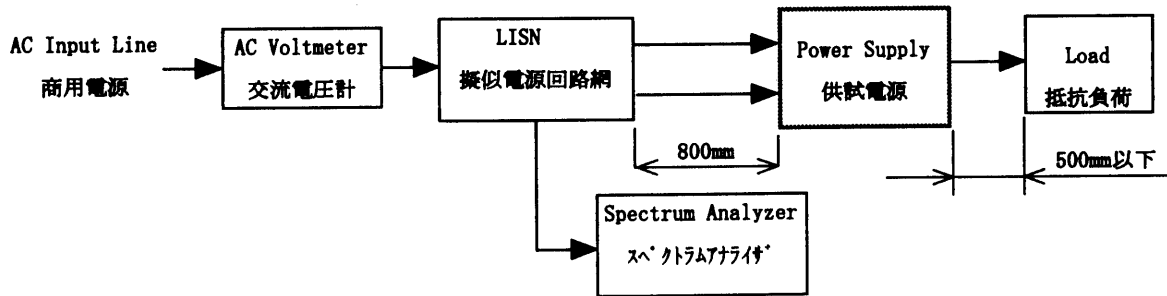 AC Input Line
商用電源
AC Voltmeter
交流電圧計
LISN
擬似電源回路網
Power Supply
供試電源
Load
抵抗負荷
800mm
500mm以下
Spectrum Analyzer
スペクトラムアナライザ